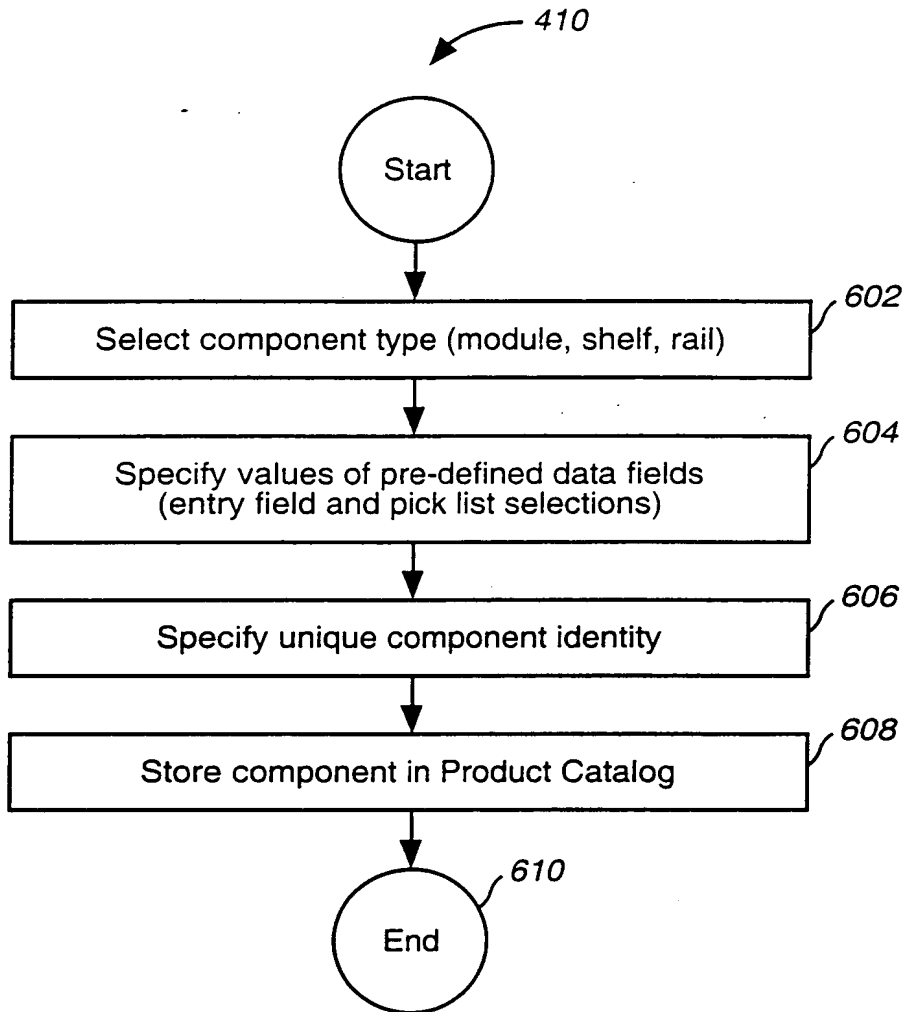 410
Start
602
Select component type (module, shelf, rail)
604
Specify values of pre-defined data fields
(entry field and pick list selections)
606
Specify unique component identity
608
Store component in Product Catalog
610
End